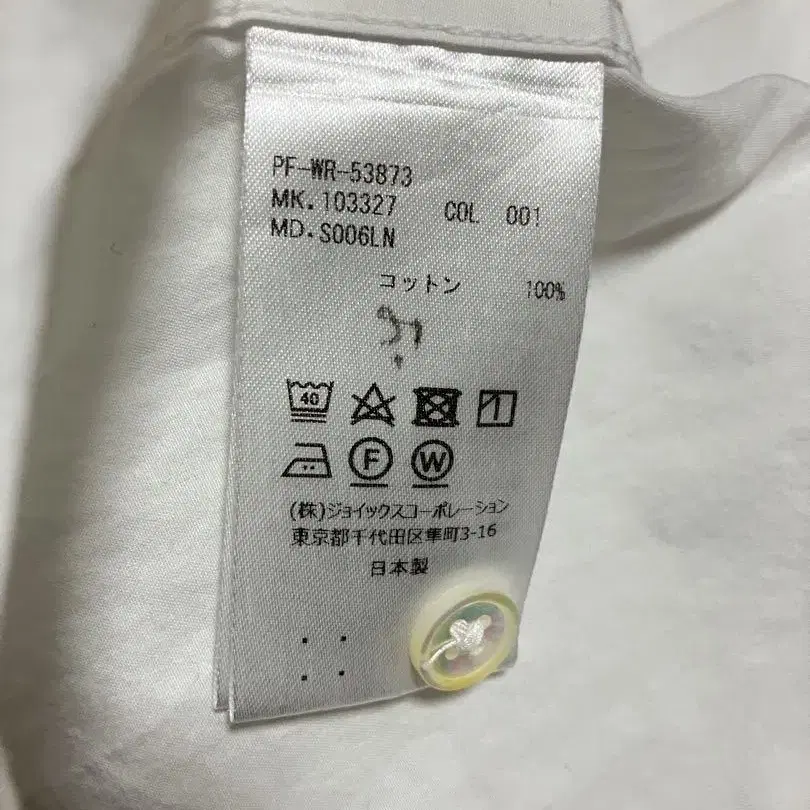 PF-WR-53873
MK.103327 COL 001
MD.S006LN
コットン 100%
40
F W
(株)ジョイックスコーポレーション
東京都千代田区隼町3-16
日本製